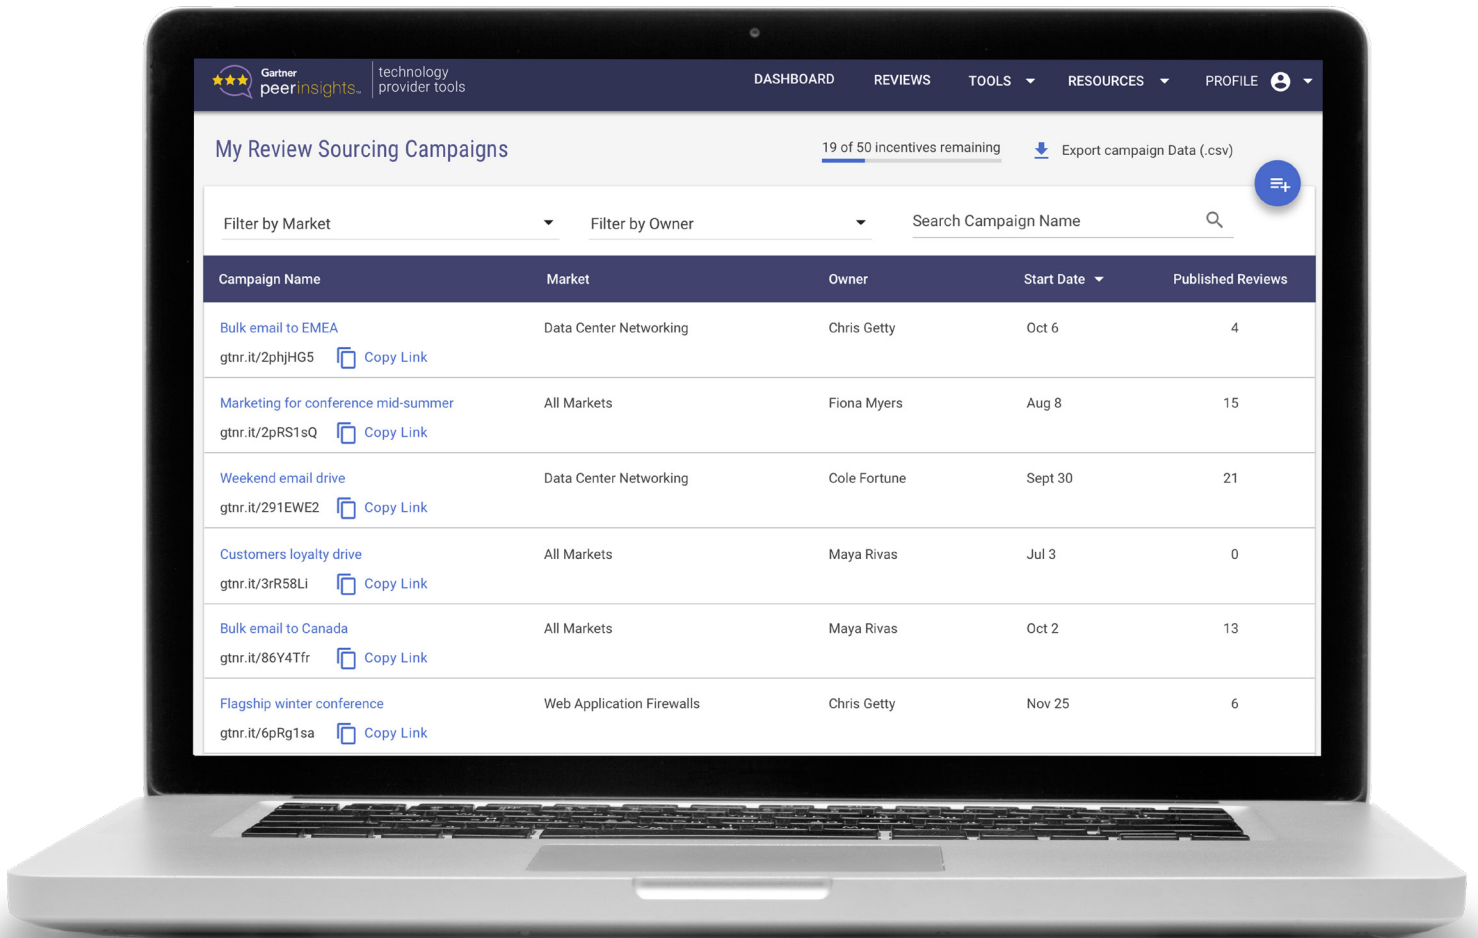 Gartner
peerinsights™
technology
provider tools
DASHBOARD REVIEWS TOOLS RESOURCES PROFILE
My Review Sourcing Campaigns
19 of 50 incentives remaining
Export campaign Data (.csv)
Filter by Market Filter by Owner Search Campaign Name
Campaign Name Market Owner Start Date Published Reviews
Bulk email to EMEA Data Center Networking Chris Getty Oct 6 4
gtnr.it/2phjHG5 Copy Link
Marketing for conference mid-summer All Markets Fiona Myers Aug 8 15
gtnr.it/2pRS1sQ Copy Link
Weekend email drive Data Center Networking Cole Fortune Sept 30 21
gtnr.it/291EWE2 Copy Link
Customers loyalty drive All Markets Maya Rivas Jul 3 0
gtnr.it/3rR58Li Copy Link
Bulk email to Canada All Markets Maya Rivas Oct 2 13
gtnr.it/86Y4Tfr Copy Link
Flagship winter conference Web Application Firewalls Chris Getty Nov 25 6
gtnr.it/6pRg1sa Copy Link